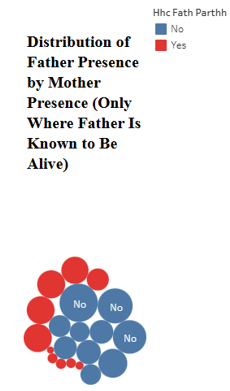 Hhc Fath Parthh
No
Yes
Distribution of
Father Presence
by Mother
Presence (Only
Where Father Is
Known to Be
Alive)
No
No
No